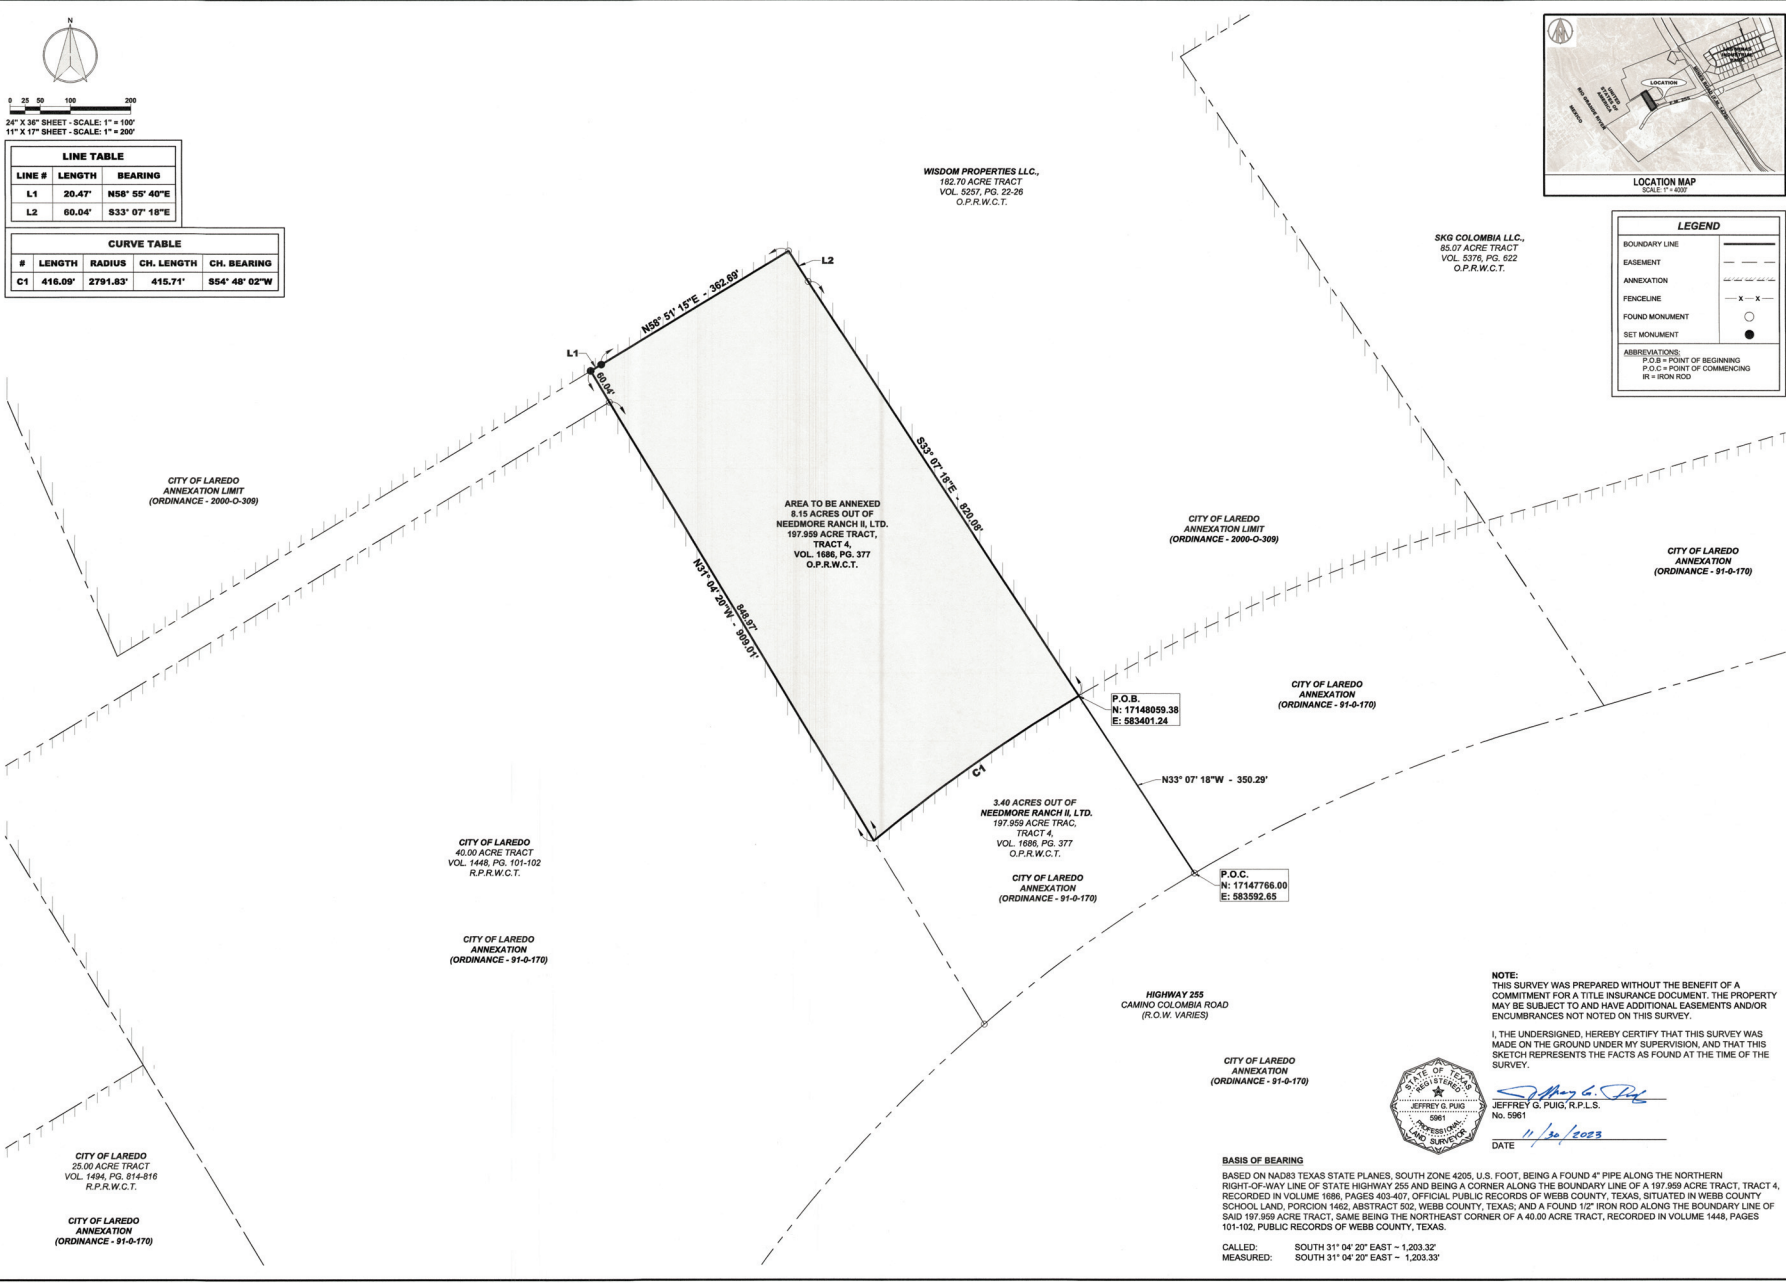 N
0 25 50 100 200
24" X 36" SHEET - SCALE: 1" = 100'
11" X 17" SHEET - SCALE: 1" = 200'
LINE TABLE
LINE # LENGTH BEARING
L1 20.47' N58° 55' 40"E
L2 60.04' S33° 07' 18"E
CURVE TABLE
# LENGTH RADIUS CH. LENGTH CH. BEARING
C1 416.09' 2791.83' 415.71' S54° 48' 02"W
WISDOM PROPERTIES LLC.,
182.70 ACRE TRACT
VOL. 5257, PG. 22-26
O.P.R.W.C.T.
SKG COLOMBIA LLC.,
85.07 ACRE TRACT
VOL. 5376, PG. 622
O.P.R.W.C.T.
LOCATION
UNITED
STATES OF
AMERICA
RIO GRANDE RIVER
MEXICO
F.M. 255
LOCATION MAP
SCALE: 1" = 4000'
LEGEND
BOUNDARY LINE
EASEMENT
ANNEXATION
FENCELINE
X X
FOUND MONUMENT
SET MONUMENT
ABBREVIATIONS:
P.O.B = POINT OF BEGINNING
P.O.C = POINT OF COMMENCING
IR = IRON ROD
L2
N58° 51' 15"E - 362.69'
L1
60.04'
S33° 07' 18"E - 820.08'
CITY OF LAREDO
ANNEXATION LIMIT
(ORDINANCE - 2000-O-309)
AREA TO BE ANNEXED
8.15 ACRES OUT OF
NEEDMORE RANCH II, LTD.
197.959 ACRE TRACT,
TRACT 4,
VOL. 1686, PG. 377
O.P.R.W.C.T.
CITY OF LAREDO
ANNEXATION LIMIT
(ORDINANCE - 2000-O-309)
CITY OF LAREDO
ANNEXATION
(ORDINANCE - 91-0-170)
848.97'
N31° 04' 20"W - 909.01'
CITY OF LAREDO
ANNEXATION
(ORDINANCE - 91-0-170)
P.O.B.
N: 17148059.38
E: 583401.24
C1
N33° 07' 18"W - 350.29'
3.40 ACRES OUT OF
NEEDMORE RANCH II, LTD.
197.959 ACRE TRAC,
TRACT 4,
VOL. 1686, PG. 377
O.P.R.W.C.T.
CITY OF LAREDO
ANNEXATION
(ORDINANCE - 91-0-170)
P.O.C.
N: 17147766.00
E: 583592.65
CITY OF LAREDO
40.00 ACRE TRACT
VOL. 1448, PG. 101-102
R.P.R.W.C.T.
CITY OF LAREDO
ANNEXATION
(ORDINANCE - 91-0-170)
HIGHWAY 255
CAMINO COLOMBIA ROAD
(R.O.W. VARIES)
CITY OF LAREDO
ANNEXATION
(ORDINANCE - 91-0-170)
CITY OF LAREDO
25.00 ACRE TRACT
VOL. 1494, PG. 814-816
R.P.R.W.C.T.
CITY OF LAREDO
ANNEXATION
(ORDINANCE - 91-0-170)
NOTE:
THIS SURVEY WAS PREPARED WITHOUT THE BENEFIT OF A
COMMITMENT FOR A TITLE INSURANCE DOCUMENT. THE PROPERTY
MAY BE SUBJECT TO AND HAVE ADDITIONAL EASEMENTS AND/OR
ENCUMBRANCES NOT NOTED ON THIS SURVEY.
I, THE UNDERSIGNED, HEREBY CERTIFY THAT THIS SURVEY WAS
MADE ON THE GROUND UNDER MY SUPERVISION, AND THAT THIS
SKETCH REPRESENTS THE FACTS AS FOUND AT THE TIME OF THE
SURVEY.
STATE OF TEXAS
REGISTERED
JEFFREY G. PUIG
5961
PROFESSIONAL
LAND SURVEYOR
JEFFREY G. PUIG, R.P.L.S.
No. 5961
DATE 11/30/2023
BASIS OF BEARING
BASED ON NAD83 TEXAS STATE PLANES, SOUTH ZONE 4205, U.S. FOOT, BEING A FOUND 4" PIPE ALONG THE NORTHERN
RIGHT-OF-WAY LINE OF STATE HIGHWAY 255 AND BEING A CORNER ALONG THE BOUNDARY LINE OF A 197.959 ACRE TRACT, TRACT 4,
RECORDED IN VOLUME 1686, PAGES 403-407, OFFICIAL PUBLIC RECORDS OF WEBB COUNTY, TEXAS, SITUATED IN WEBB COUNTY
SCHOOL LAND, PORCION 1462, ABSTRACT 502, WEBB COUNTY, TEXAS; AND A FOUND 1/2" IRON ROD ALONG THE BOUNDARY LINE OF
SAID 197.959 ACRE TRACT, SAME BEING THE NORTHEAST CORNER OF A 40.00 ACRE TRACT, RECORDED IN VOLUME 1448, PAGES
101-102, PUBLIC RECORDS OF WEBB COUNTY, TEXAS.
CALLED: SOUTH 31° 04' 20" EAST ~ 1,203.32'
MEASURED: SOUTH 31° 04' 20" EAST ~ 1,203.33'